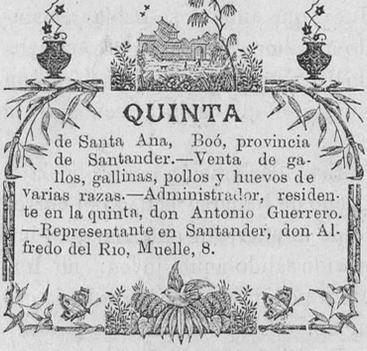 QUINTA
de Santa Ana, Boó, provincia
de Santander.—Venta de ga-
llos, gallinas, pollos y huevos de
varias razas.—Administrador, residen-
te en la quinta, don Antonio Guerrero.
—Representante en Santander, don Al-
fredo del Rio, Muelle, 8.